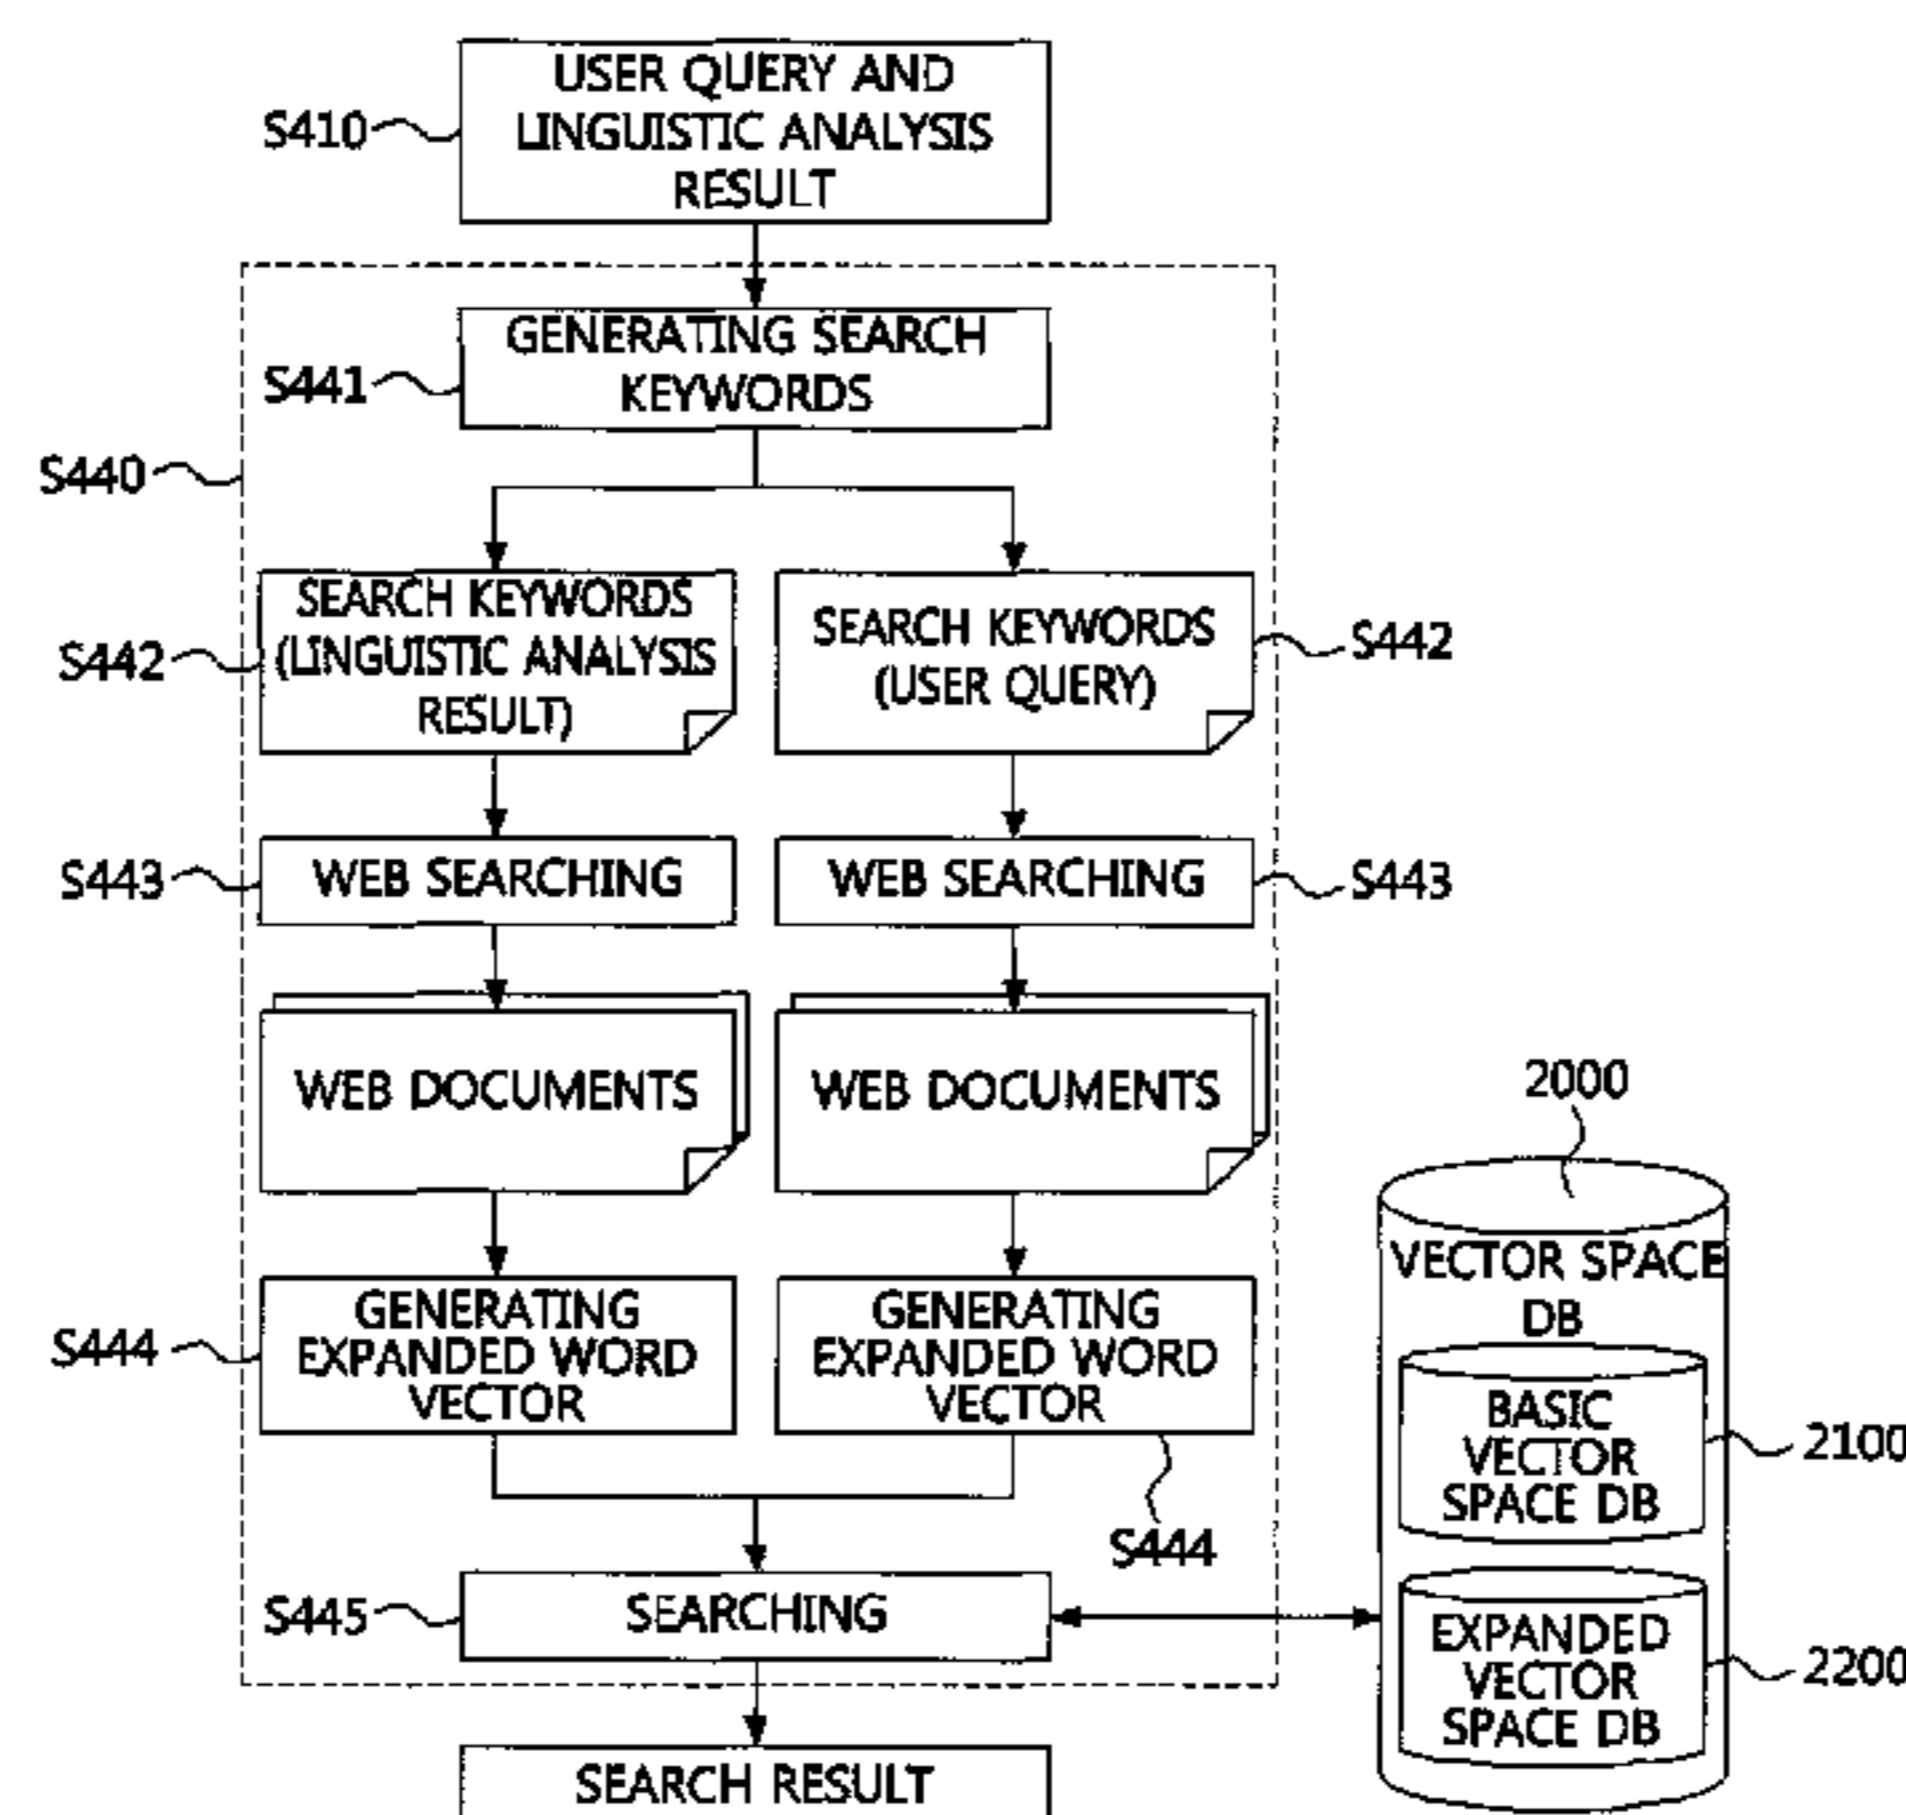 USER QUERY AND
LINGUISTIC ANALYSIS
RESULT
S410
GENERATING SEARCH
KEYWORDS
S441
S440
SEARCH KEYWORDS
(LINGUISTIC ANALYSIS
RESULT)
S442
SEARCH KEYWORDS
(USER QUERY)
S442
S443
WEB SEARCHING
WEB SEARCHING
S443
WEB DOCUMENTS
WEB DOCUMENTS
S444
GENERATING
EXPANDED WORD
VECTOR
GENERATING
EXPANDED WORD
VECTOR
S444
S445
SEARCHING
SEARCH RESULT
2000
VECTOR SPACE
DB
BASIC
VECTOR
SPACE DB
2100
EXPANDED
VECTOR
SPACE DB
2200